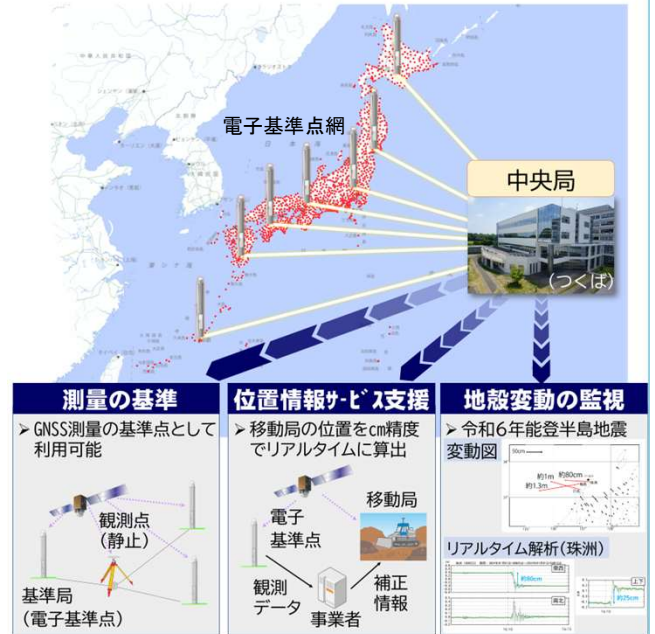 電子基準点網
日 本 海
中央局
(つくば)
測量の基準
➢ GNSS測量の基準点として
利用可能
観測点
(静止)
基準局
(電子基準点)
位置情報サービス支援
➢ 移動局の位置をcm精度
でリアルタイムに算出
電子
基準点
移動局
観測
データ
事業者
補正
情報
地殻変動の監視
➢ 令和6年能登半島地震
変動図
50cm
約1m
約80cm
約1.3m
リアルタイム解析(珠洲)
東西
約80cm
南北
上下
約25cm